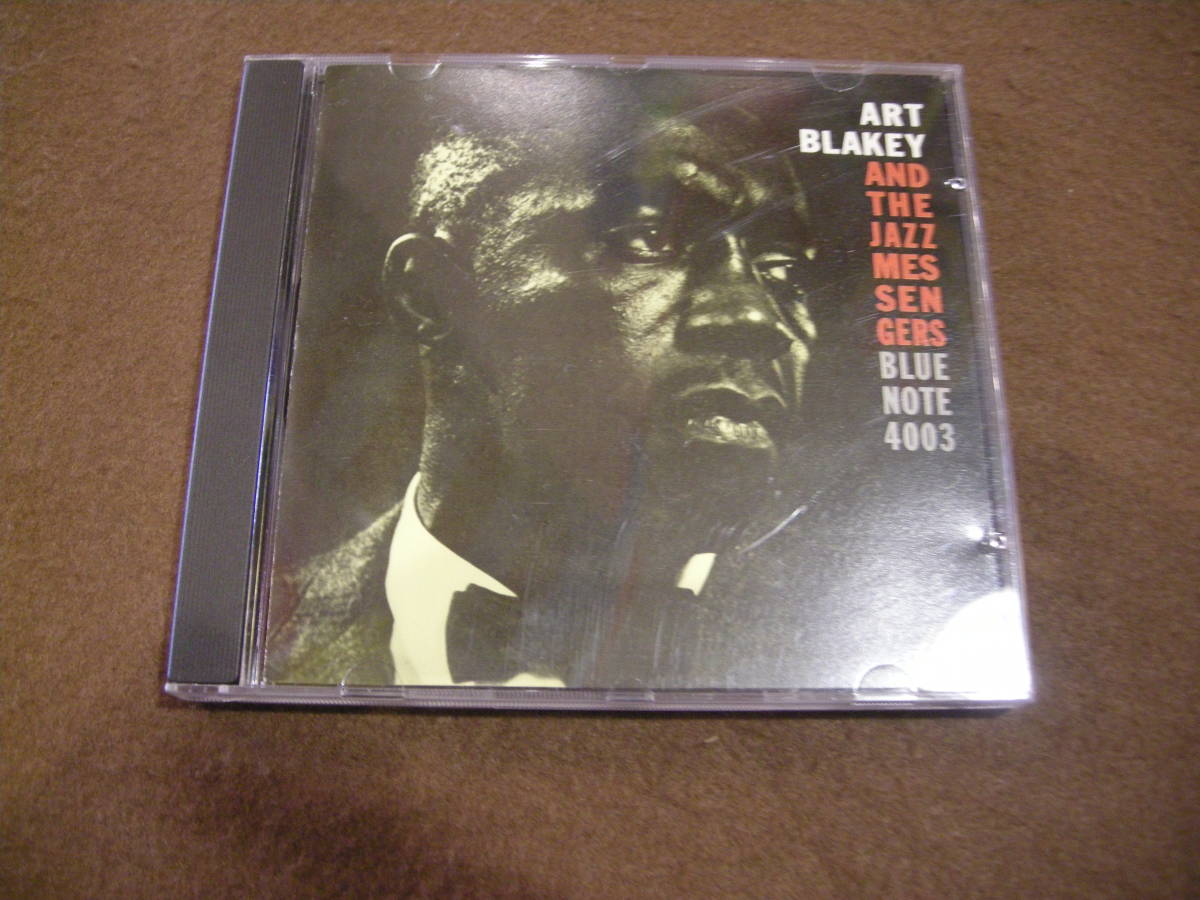 ART
BLAKEY
AND
THE
JAZZ
MES
SEN
GERS
BLUE
NOTE
4003